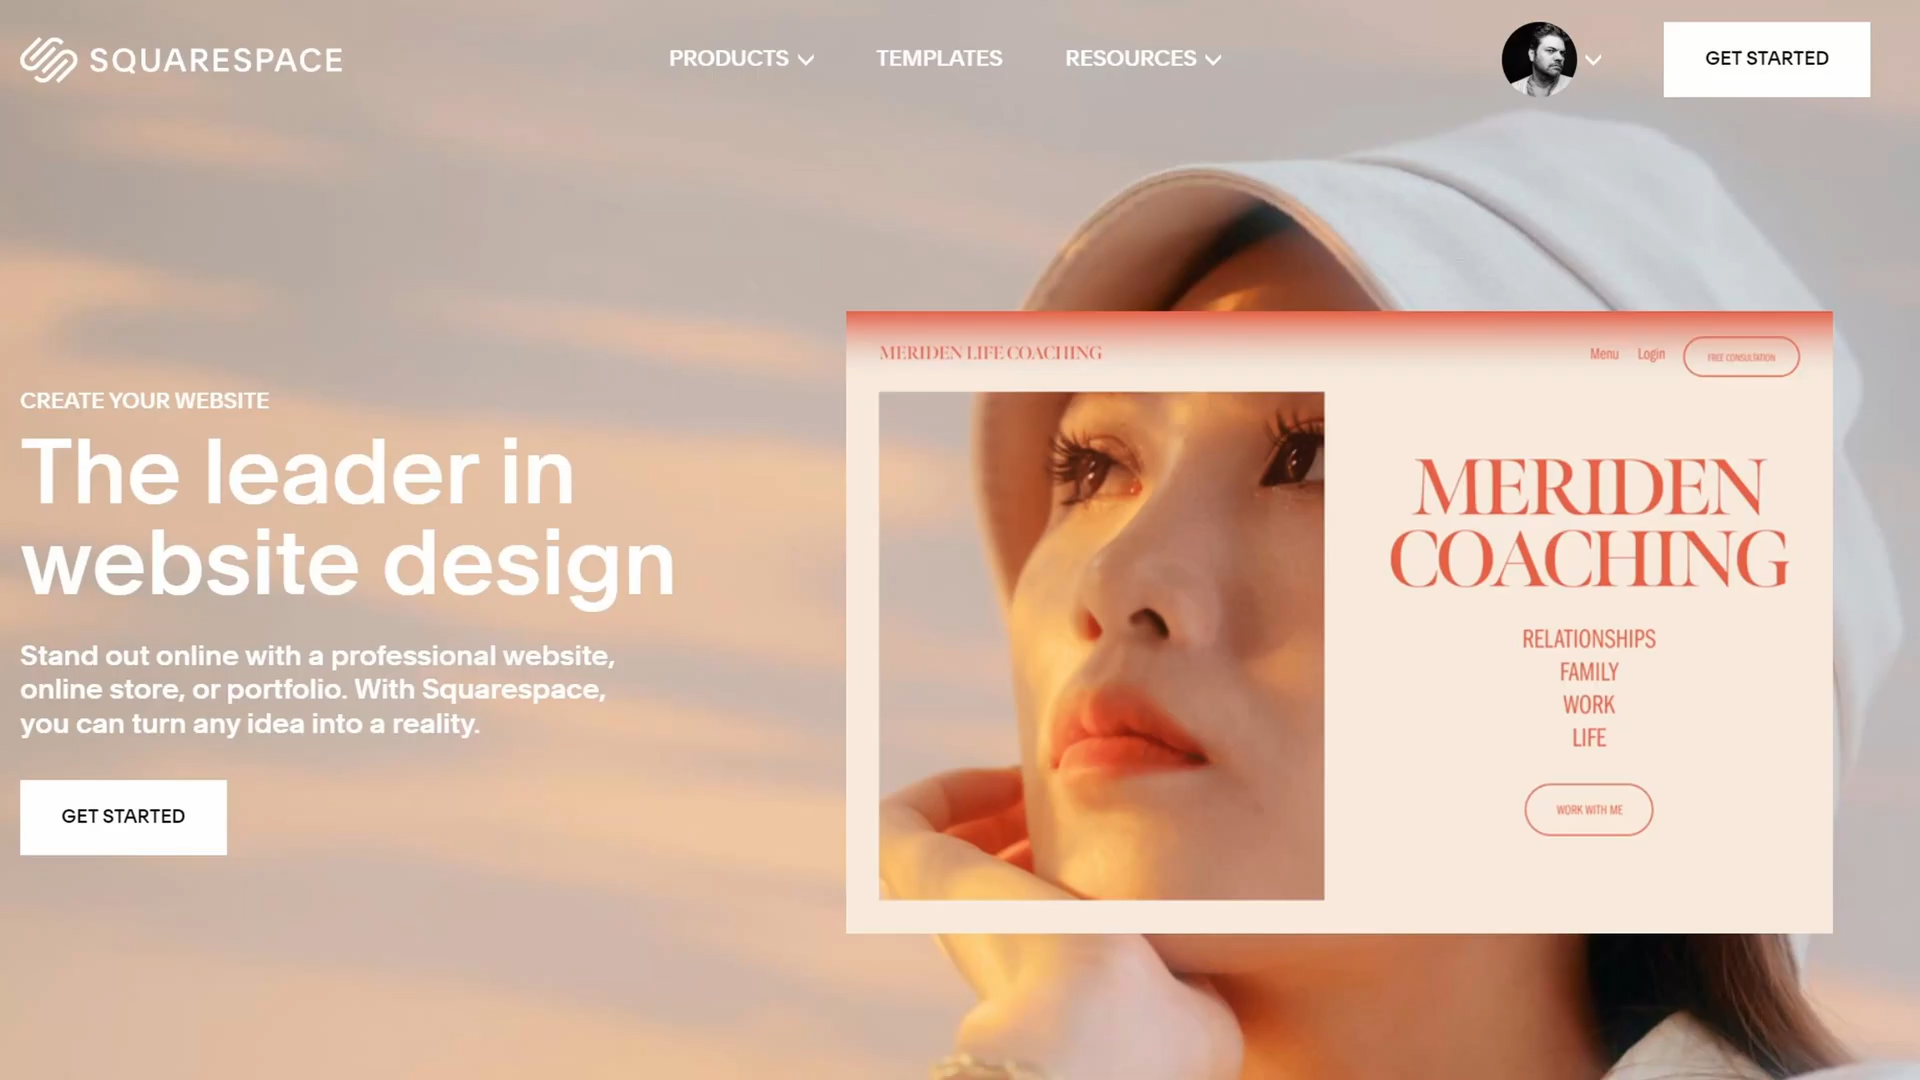 SQUARESPACE
PRODUCTS
TEMPLATES
RESOURCES
GET STARTED
CREATE YOUR WEBSITE
The leader in
website design
Stand out online with a professional website,
online store, or portfolio. With Squarespace,
you can turn any idea into a reality.
GET STARTED
MERIDEN LIFE COACHING
Menu
Login
FREE CONSULTATION
MERIDEN
COACHING
RELATIONSHIPS
FAMILY
WORK
LIFE
WORK WITH ME